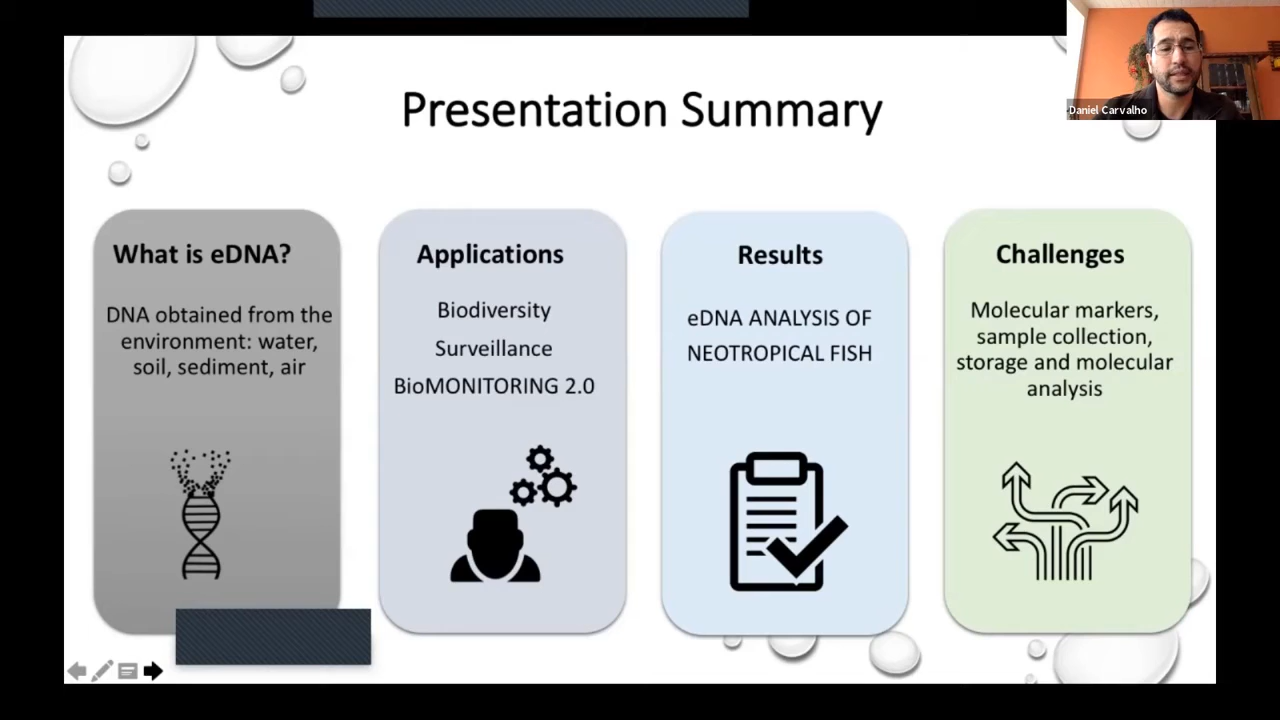 Presentation Summary
Daniel Carvalho
What is eDNA?
DNA obtained from the
environment: water,
soil, sediment, air
Applications
Biodiversity
Surveillance
BioMONITORING 2.0
Results
eDNA ANALYSIS OF
NEOTROPICAL FISH
Challenges
Molecular markers,
sample collection,
storage and molecular
analysis